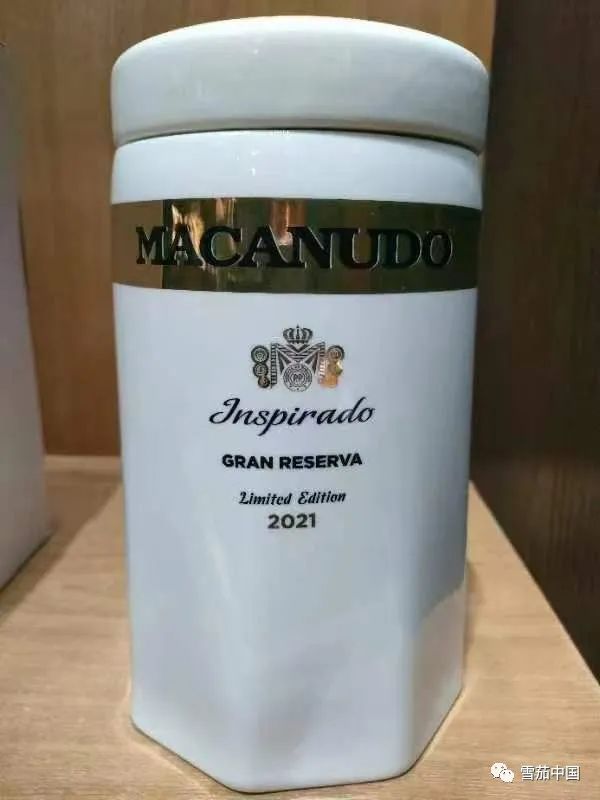 MACANUDO
Inspirado
GRAN RESERVA
Limited Edition
2021
雪茄中国